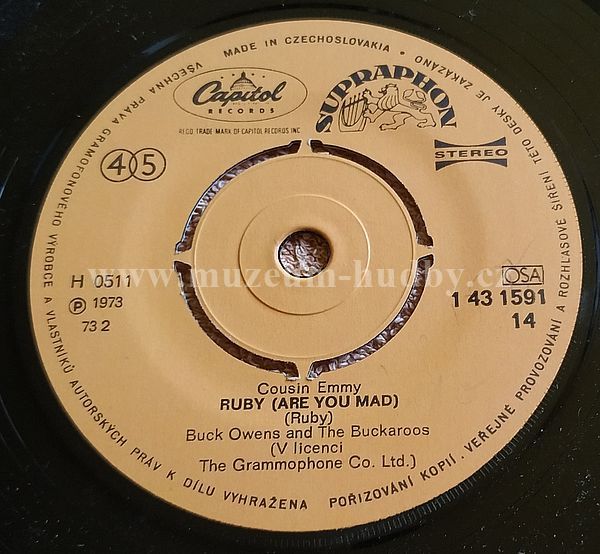 MADE IN CZECHOSLOVAKIA • VŠECHNA PRÁVA GRAMOFONOVÉHO VÝROBCE A VLASTNÍKŮ AUTORSKÝCH PRÁV K DÍLU VYHRAŽENA POŘIZOVÁNÍ KOPIÍ, VEŘEJNÉ PROVOZOVÁNÍ A ROZHLASOVÉ ŠÍŘENÍ TÉTO DESKY JE ZAKÁZÁNO
Capitol
RECORDS
REGD. TRADE-MARK OF CAPITOL RECORDS INC
SUPRAPHON
45
STEREO
www.muzeum-hudby.cz
H 0511
Ⓟ 1973
73 2
OSA
1 43 1591
14
Cousin Emmy
RUBY (ARE YOU MAD)
(Ruby)
Buck Owens and The Buckaroos
(V licenci
The Grammophone Co. Ltd.)